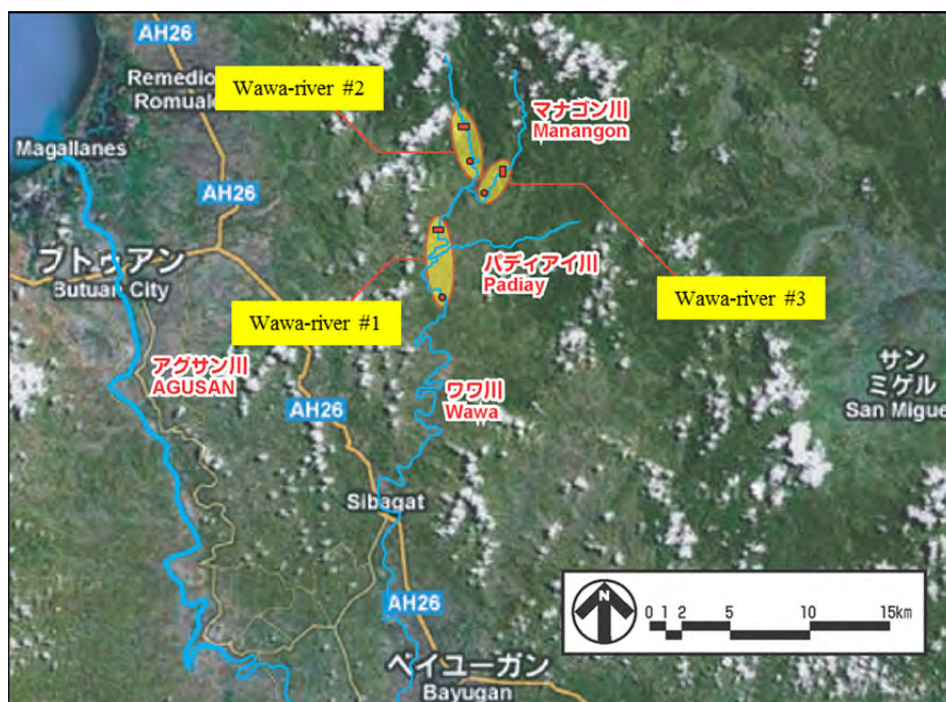 AH26
Remedio
Romuale
Wawa-river #2
マナゴン川
Manangon
Magallanes
AH26
ブトゥアン
Butuan City
パディアイ川
Padiay
Wawa-river #3
Wawa-river #1
アグサン川
AGUSAN
ワワ川
Wawa
サン
ミゲル
San Migue
AH26
Sibagat
N
0 1 2 5 10 15km
AH26
ベイユーガン
Bayugan